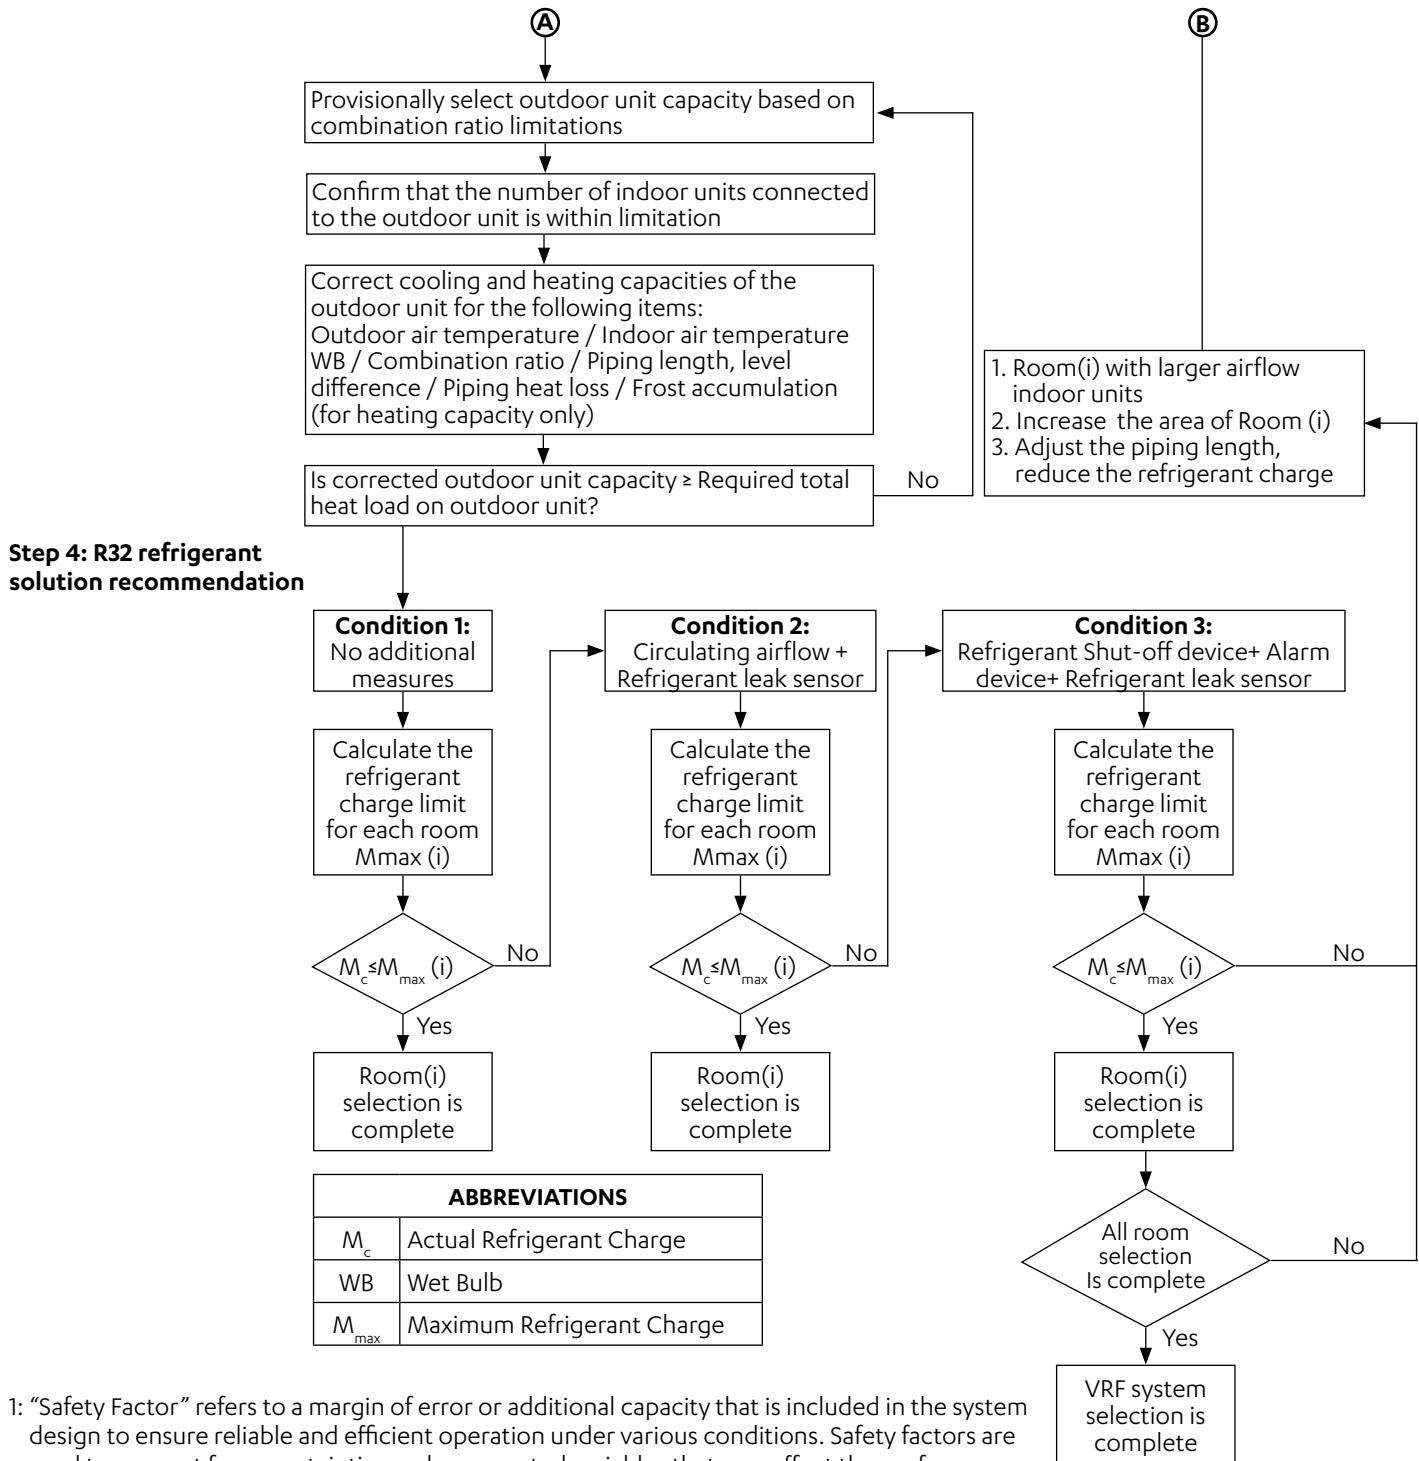 A
B
Provisionally select outdoor unit capacity based on
combination ratio limitations
Confirm that the number of indoor units connected
to the outdoor unit is within limitation
Correct cooling and heating capacities of the
outdoor unit for the following items:
Outdoor air temperature / Indoor air temperature
WB / Combination ratio / Piping length, level
difference / Piping heat loss / Frost accumulation
(for heating capacity only)
1. Room(i) with larger airflow
indoor units
2. Increase the area of Room (i)
3. Adjust the piping length,
reduce the refrigerant charge
Is corrected outdoor unit capacity ≥ Required total
heat load on outdoor unit?
No
Step 4: R32 refrigerant
solution recommendation
Condition 1:
No additional
measures
Condition 2:
Circulating airflow +
Refrigerant leak sensor
Condition 3:
Refrigerant Shut-off device+ Alarm
device+ Refrigerant leak sensor
Calculate the
refrigerant
charge limit
for each room
Mmax (i)
Calculate the
refrigerant
charge limit
for each room
Mmax (i)
Calculate the
refrigerant
charge limit
for each room
Mmax (i)
Mc≤Mmax (i)
No
Mc≤Mmax (i)
No
Mc≤Mmax (i)
No
Yes
Yes
Yes
Room(i)
selection is
complete
Room(i)
selection is
complete
Room(i)
selection is
complete
ABBREVIATIONS
Mc Actual Refrigerant Charge
WB Wet Bulb
Mmax Maximum Refrigerant Charge
All room
selection
Is complete
No
Yes
VRF system
selection is
complete
1: “Safety Factor” refers to a margin of error or additional capacity that is included in the system
design to ensure reliable and efficient operation under various conditions. Safety factors are